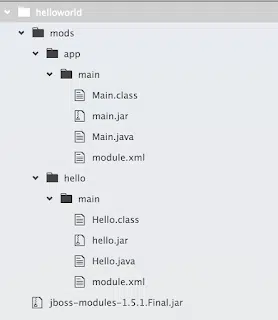 helloworld
mods
app
main
Main.class
main.jar
Main.java
module.xml
hello
main
Hello.class
hello.jar
Hello.java
module.xml
jboss-modules-1.5.1.Final.jar